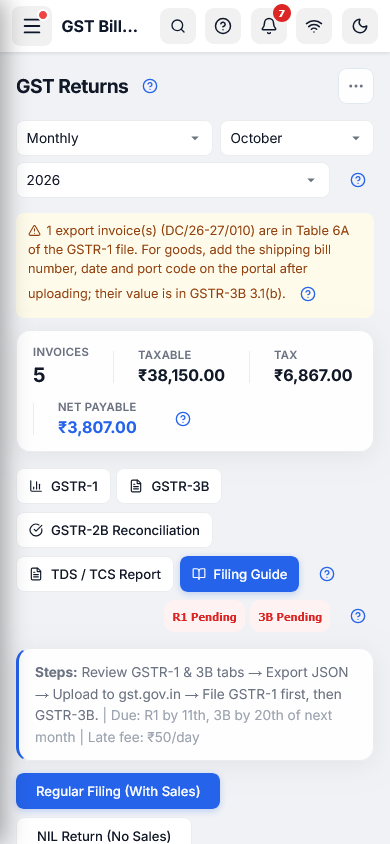 GST Bill...
7
GST Returns
Monthly
October
2026
1 export invoice(s) (DC/26-27/010) are in Table 6A
of the GSTR-1 file. For goods, add the shipping bill
number, date and port code on the portal after
uploading; their value is in GSTR-3B 3.1(b).
INVOICES
5
TAXABLE
₹38,150.00
TAX
₹6,867.00
NET PAYABLE
₹3,807.00
GSTR-1
GSTR-3B
GSTR-2B Reconciliation
TDS / TCS Report
Filing Guide
R1 Pending
3B Pending
Steps: Review GSTR-1 & 3B tabs → Export JSON
→ Upload to gst.gov.in → File GSTR-1 first, then
GSTR-3B. | Due: R1 by 11th, 3B by 20th of next
month | Late fee: ₹50/day
Regular Filing (With Sales)
NIL Return (No Sales)